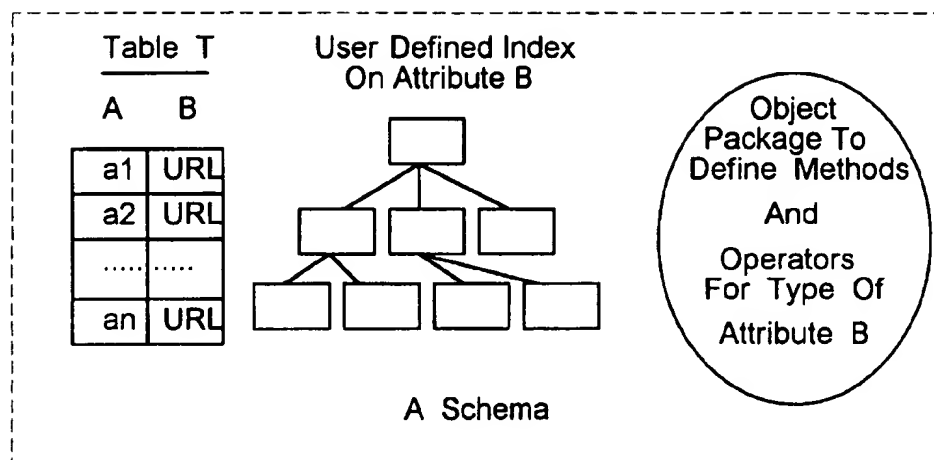 Table T
A B
a1 URL
a2 URL
...........
an URL
User Defined Index
On Attribute B
Object
Package To
Define Methods
And
Operators
For Type Of
Attribute B
A Schema